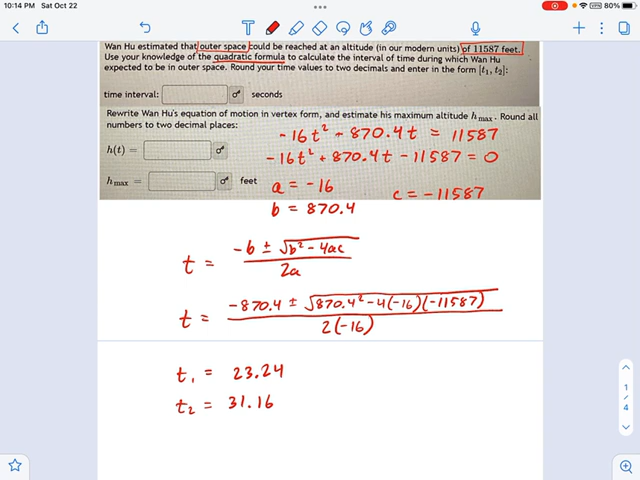 10:14 PM Sat Oct 22
80%
Wan Hu estimated that outer space could be reached at an altitude (in our modern units) of 11587 feet.
Use your knowledge of the quadratic formula to calculate the interval of time during which Wan Hu
expected to be in outer space. Round your time values to two decimals and enter in the form [t₁, t₂]:
time interval: seconds
Rewrite Wan Hu's equation of motion in vertex form, and estimate his maximum altitude h max. Round all
numbers to two decimal places:
h(t) =
h max = feet
-16t² + 870.4t = 11587
-16t² + 870.4t - 11587 = 0
a = -16
c = -11587
b = 870.4
t = -b ± √b² - 4ac / 2a
t = -870.4 ± √870.4² - 4(-16)(-11587) / 2(-16)
t₁ = 23.24
t₂ = 31.16
1
/
4